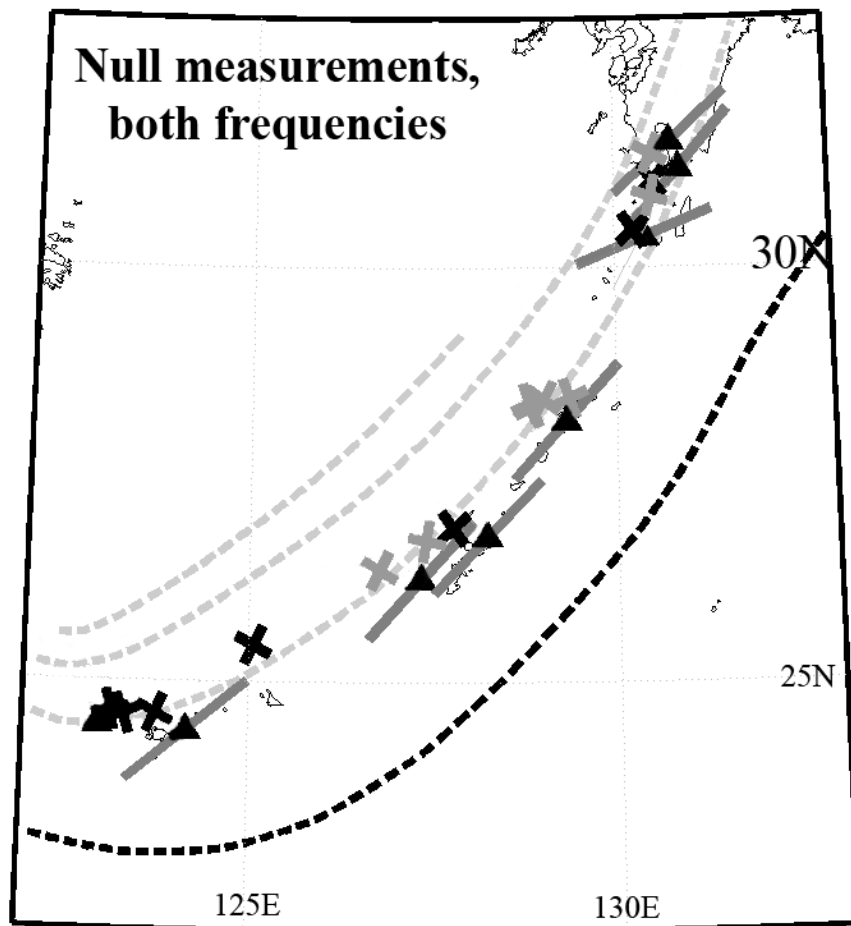 Null measurements,
both frequencies
30N
25N
125E
130E